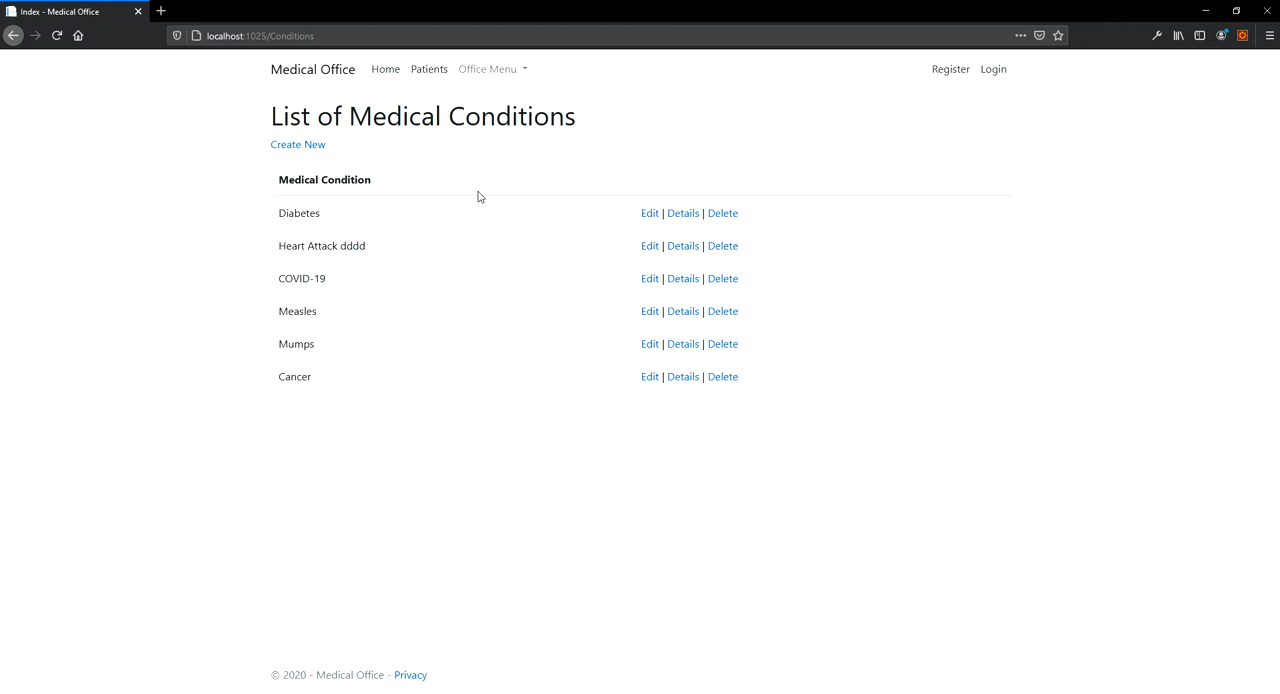 Index - Medical Office
localhost:1025/Conditions
Medical Office Home Patients Office Menu Register Login
List of Medical Conditions
Create New
Medical Condition
Diabetes Edit | Details | Delete
Heart Attack dddd Edit | Details | Delete
COVID-19 Edit | Details | Delete
Measles Edit | Details | Delete
Mumps Edit | Details | Delete
Cancer Edit | Details | Delete
© 2020 - Medical Office - Privacy